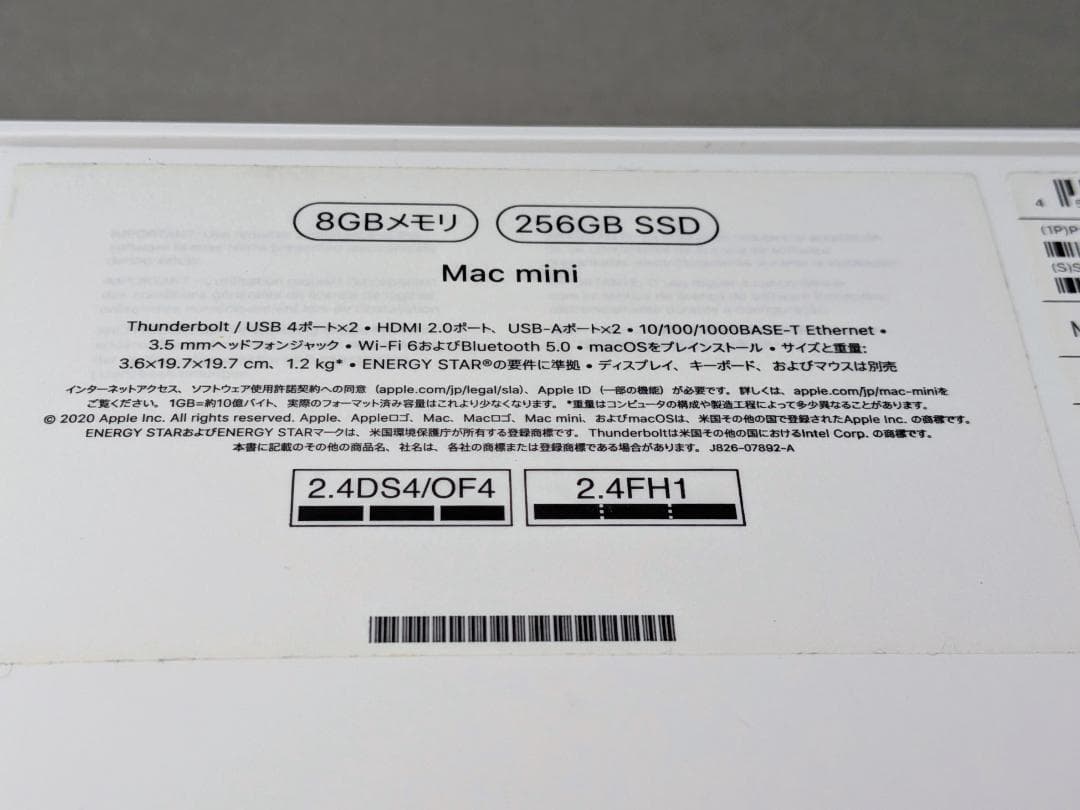 8GBメモリ 256GB SSD
Mac mini
Thunderbolt / USB 4ポート×2 • HDMI 2.0ポート、USB-Aポート×2 • 10/100/1000BASE-T Ethernet •
3.5 mmヘッドフォンジャック • Wi-Fi 6およびBluetooth 5.0 • macOSをプレインストール • サイズと重量:
3.6×19.7×19.7 cm、1.2 kg* • ENERGY STAR®の要件に準拠 • ディスプレイ、キーボード、およびマウスは別売
インターネットアクセス、ソフトウェア使用許諾契約への同意（apple.com/jp/legal/sla）、Apple ID（一部の機能）が必要です。詳しくは、apple.com/jp/mac-miniを
ご覧ください。 1GB=約10億バイト、実際のフォーマット済み容量はこれより少なくなります。 *重量はコンピュータの構成や製造工程によって多少異なることがあります。
© 2020 Apple Inc. All rights reserved. Apple、Appleロゴ、Mac、Macロゴ、Mac mini、およびmacOSは、米国その他の国で登録されたApple Inc. の商標です。
ENERGY STARおよびENERGY STARマークは、米国環境保護庁が所有する登録商標です。 Thunderboltは米国その他の国におけるIntel Corp. の商標です。
本書に記載のその他の商品名、社名は、各社の商標または登録商標である場合があります。 J826-07892-A
2.4DS4/OF4 2.4FH1
4
(1P)P
(S)S